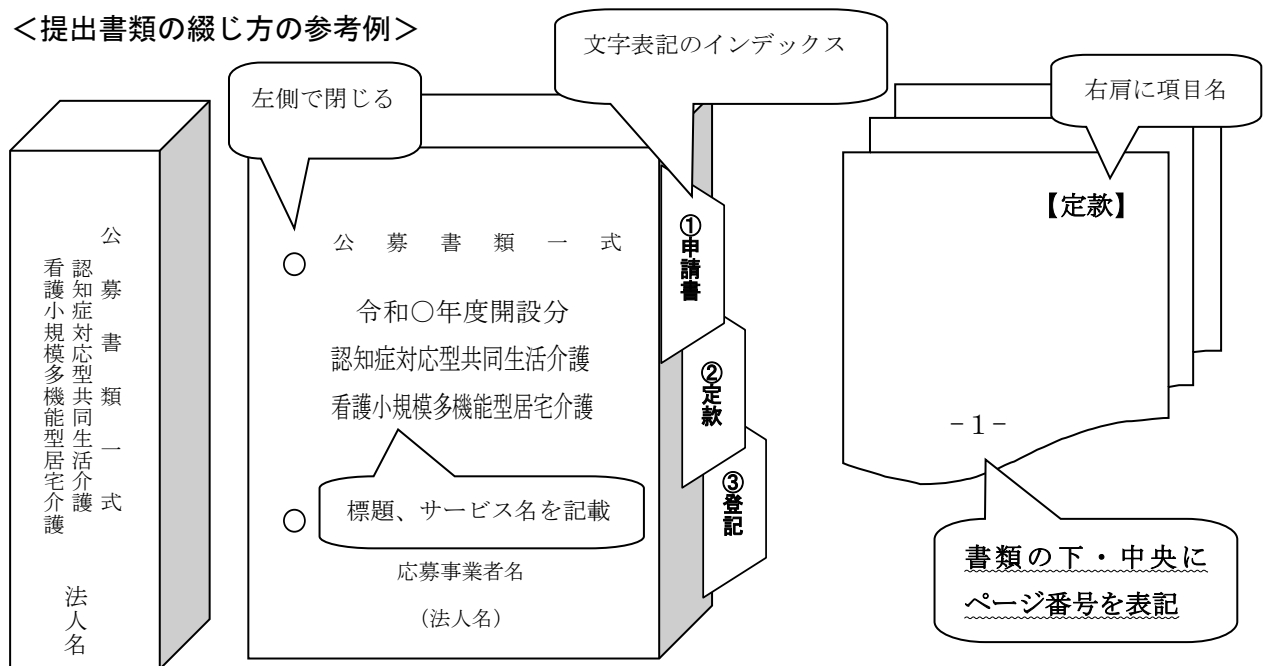 ＜提出書類の綴じ方の参考例＞
文字表記のインデックス
左側で閉じる
右肩に項目名
公募書類一式
認知症対応型共同生活介護
看護小規模多機能型居宅介護
法人名
公募書類一式
令和〇年度開設分
認知症対応型共同生活介護
看護小規模多機能型居宅介護
標題、サービス名を記載
応募事業者名
(法人名)
①申請書
②定款
③登記
【定款】
-1-
書類の下・中央に
ページ番号を表記